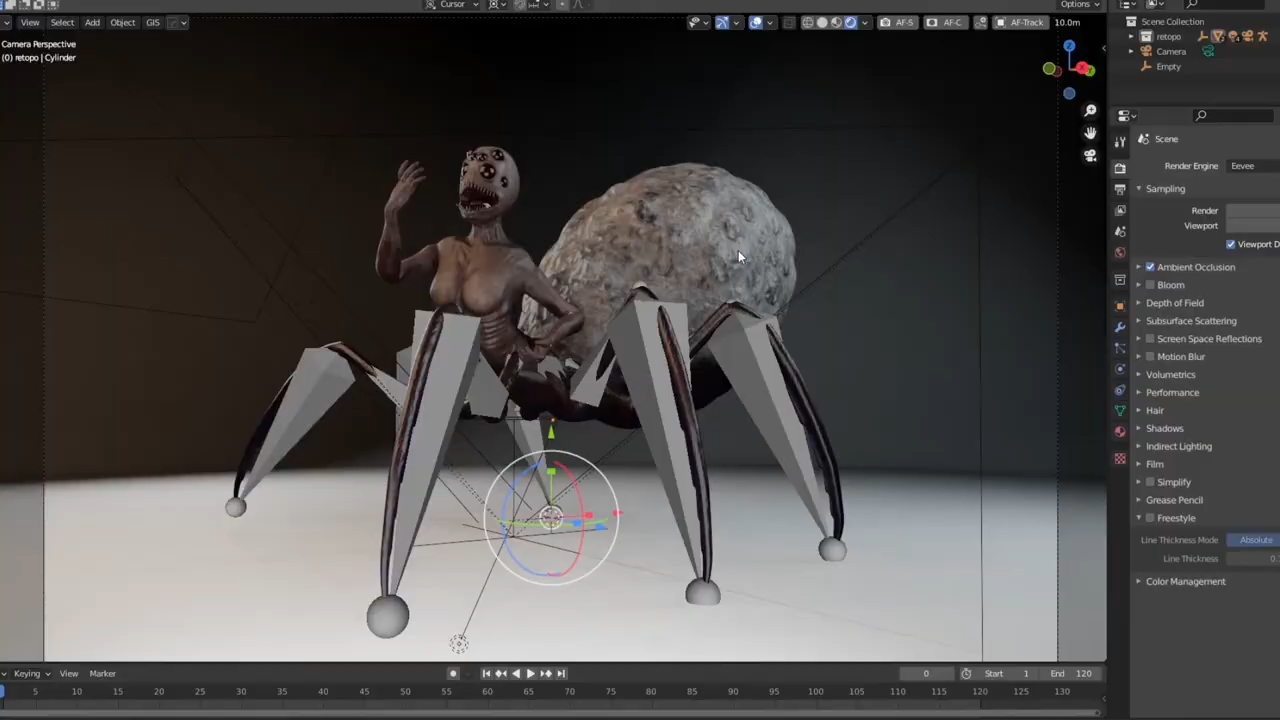 Cursor
Options
View Select Add Object GIS
AF-S AF-C AF-Track 10.0m
Camera Perspective
(0) retopo | Cylinder
Z
Scene Collection
retopo
Camera
Empty
Scene
Render Engine Eevee
Sampling
Render
Viewport
Viewport D
Ambient Occlusion
Bloom
Depth of Field
Subsurface Scattering
Screen Space Reflections
Motion Blur
Volumetrics
Performance
Hair
Shadows
Indirect Lighting
Film
Simplify
Grease Pencil
Freestyle
Line Thickness Mode Absolute
Line Thickness
Color Management
Keying View Marker
0 Start 1 End 120
5 10 15 20 25 30 35 40 45 50 55 60 65 70 75 80 85 90 95 100 105 110 115 120 125 130